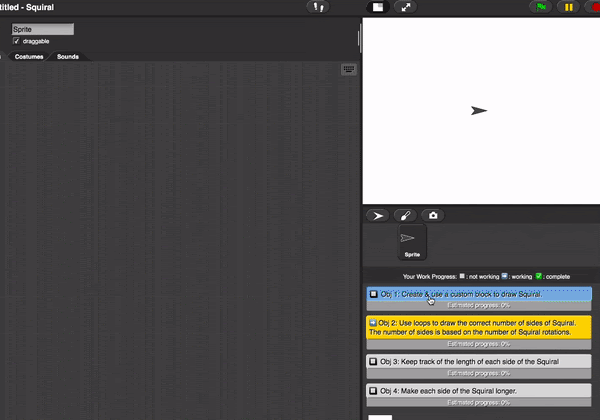 titled - Squiral
Sprite
draggable
Costumes
Sounds
Sprite
Your Work Progress: : not working : working : complete
Obj 1: Create & use a custom block to draw Squiral.
Estimated progress: 0%
Obj 2: Use loops to draw the correct number of sides of Squiral.
The number of sides is based on the number of Squiral rotations.
Estimated progress: 0%
Obj 3: Keep track of the length of each side of the Squiral
Estimated progress: 0%
Obj 4: Make each side of the Squiral longer.
Estimated progress: 0%